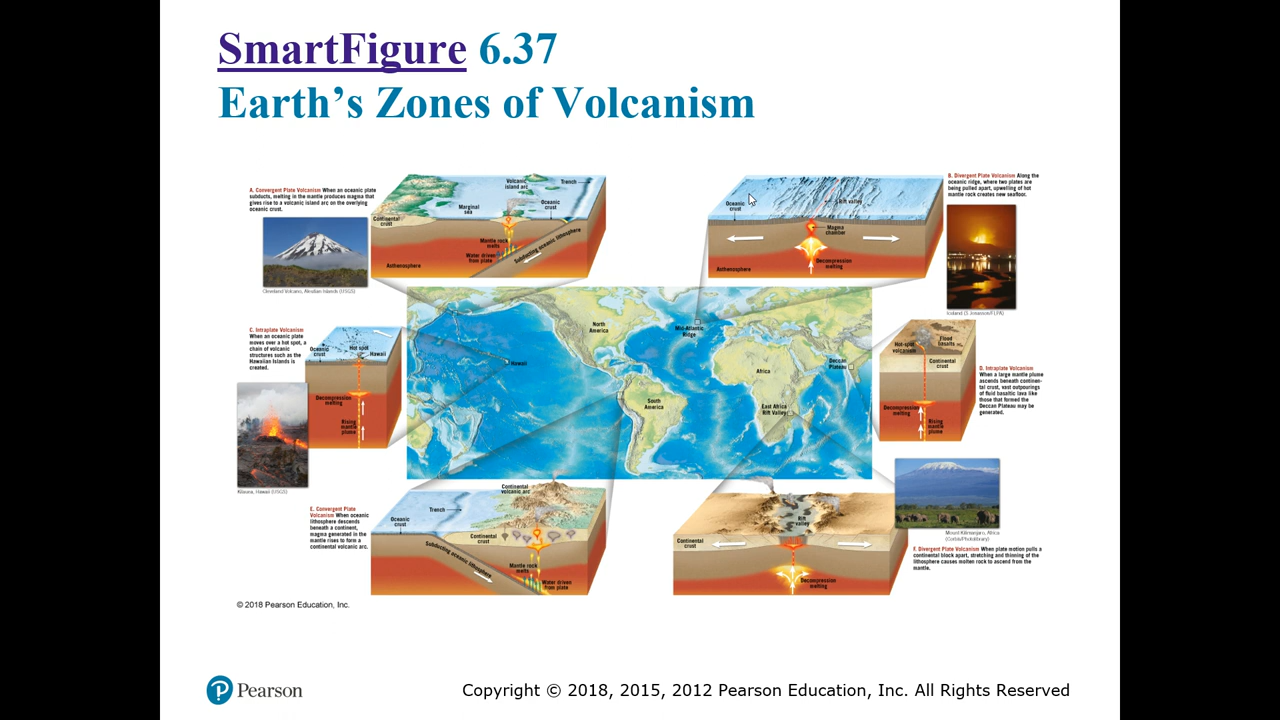 SmartFigure 6.37
Earth's Zones of Volcanism
A. Convergent Plate Volcanism When an oceanic plate
subducts, melting in the mantle produces magma that
gives rise to a volcanic island arc on the overlying
oceanic crust.
Cleveland Volcano, Aleutian Islands (USGS)
Continental
crust
Marginal
sea
Volcanic
island arc
Trench
Oceanic
crust
Mantle rock
melts
Water driven
from plate
Subducting oceanic lithosphere
Asthenosphere
B. Divergent Plate Volcanism Along the
oceanic ridge, where two plates are
being pulled apart, upwelling of hot
mantle rock creates new seafloor.
Oceanic
crust
Rift valley
Magma
chamber
Decompression
melting
Asthenosphere
Iceland (S Jonasson/FLPA)
C. Intraplate Volcanism
When an oceanic plate
moves over a hot spot, a
chain of volcanic
structures such as the
Hawaiian Islands is
created.
Oceanic
crust
Hot spot
Hawaii
Decompression
melting
Rising
mantle
plume
Kilauea, Hawaii (USGS)
North
America
Mid-Atlantic
Ridge
Hawaii
Africa
Deccan
Plateau
South
America
East Africa
Rift Valley
Hot-spot
volcanism
Flood
basalts
Continental
crust
Decompression
melting
Rising
mantle
plume
D. Intraplate Volcanism
When a large mantle plume
ascends beneath continen-
tal crust, vast outpourings
of fluid basaltic lava like
those that formed the
Deccan Plateau may be
generated.
E. Convergent Plate
Volcanism When oceanic
lithosphere descends
beneath a continent,
magma generated in the
mantle rises to form a
continental volcanic arc.
Continental
volcanic arc
Trench
Oceanic
crust
Continental
crust
Subducting oceanic lithosphere
Mantle rock
melts
Water driven
from plate
Rift
valley
Continental
crust
Decompression
melting
Mount Kilimanjaro, Africa
(Corbis/Photolibrary)
F. Divergent Plate Volcanism When plate motion pulls a
continental block apart, stretching and thinning of the
lithosphere causes molten rock to ascend from the
mantle.
© 2018 Pearson Education, Inc.
Pearson
Copyright © 2018, 2015, 2012 Pearson Education, Inc. All Rights Reserved